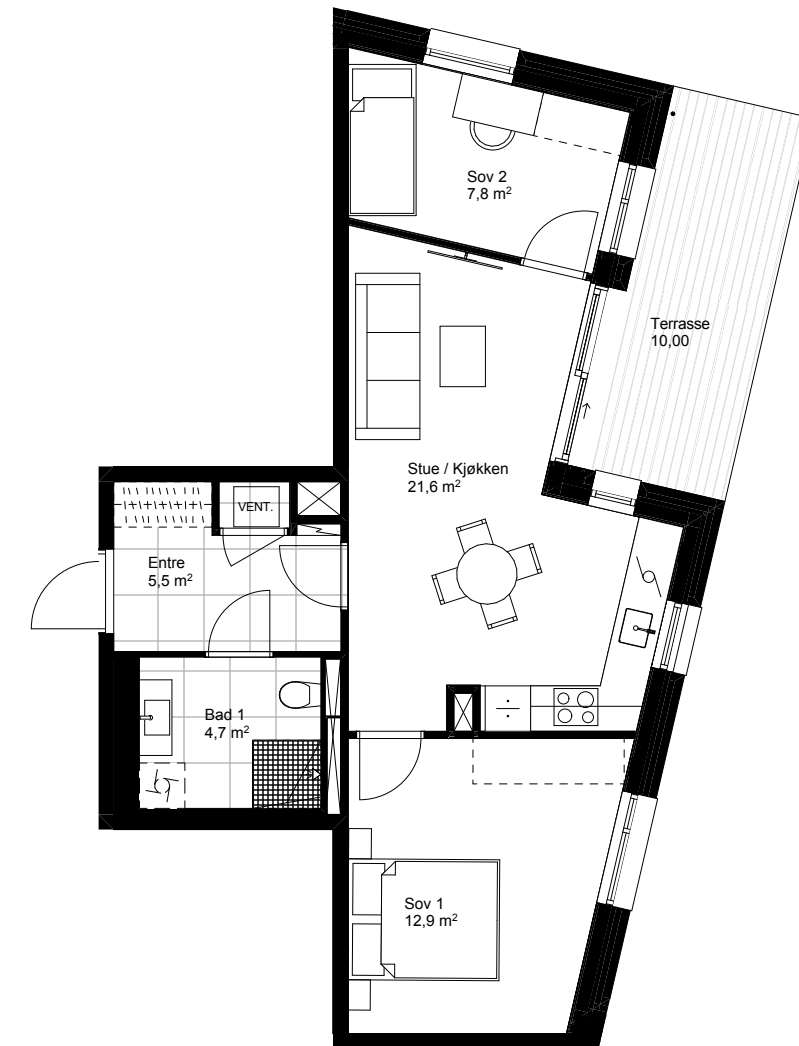 Sov 2
7,8 m²
Terrasse
10,00
Stue / Kjøkken
21,6 m²
VENT.
Entre
5,5 m²
Bad 1
4,7 m²
Sov 1
12,9 m²